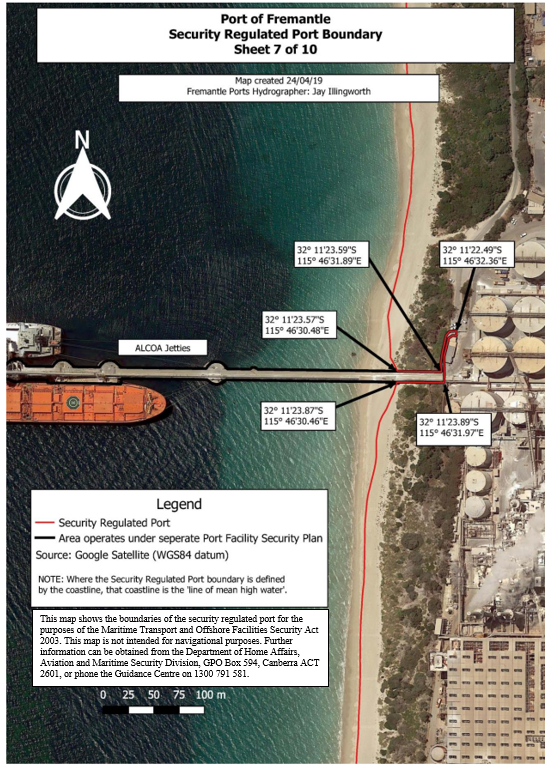 Port of Fremantle
Security Regulated Port Boundary
Sheet 7 of 10
Map created 24/04/19
Fremantle Ports Hydrographer: Jay Illingworth
N
32° 11'23.59"S
115° 46'31.89"E
32° 11'22.49"S
115° 46'32.36"E
32° 11'23.57"S
115° 46'30.48"E
ALCOA Jetties
32° 11'23.87"S
115° 46'30.46"E
32° 11'23.89"S
115° 46'31.97"E
Legend
Security Regulated Port
Area operates under seperate Port Facility Security Plan
Source: Google Satellite (WGS84 datum)
NOTE: Where the Security Regulated Port boundary is defined
by the coastline, that coastline is the 'line of mean high water'.
This map shows the boundaries of the security regulated port for the
purposes of the Maritime Transport and Offshore Facilities Security Act
2003. This map is not intended for navigational purposes. Further
information can be obtained from the Department of Home Affairs,
Aviation and Maritime Security Division, GPO Box 594, Canberra ACT
2601, or phone the Guidance Centre on 1300 791 581.
0 25 50 75 100 m